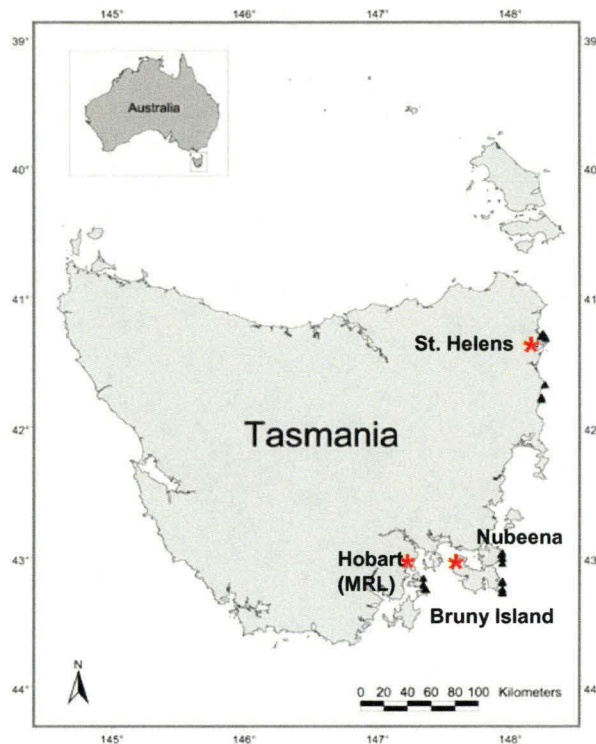 145° 146° 147° 148°
39° 39°
Australia
40° 40°
41° 41°
St. Helens
42° 42°
Tasmania
Nubeena
43° Hobart 43°
(MRL)
Bruny Island
44° N 44°
0 20 40 60 80 100 Kilometers
145° 146° 147° 148°